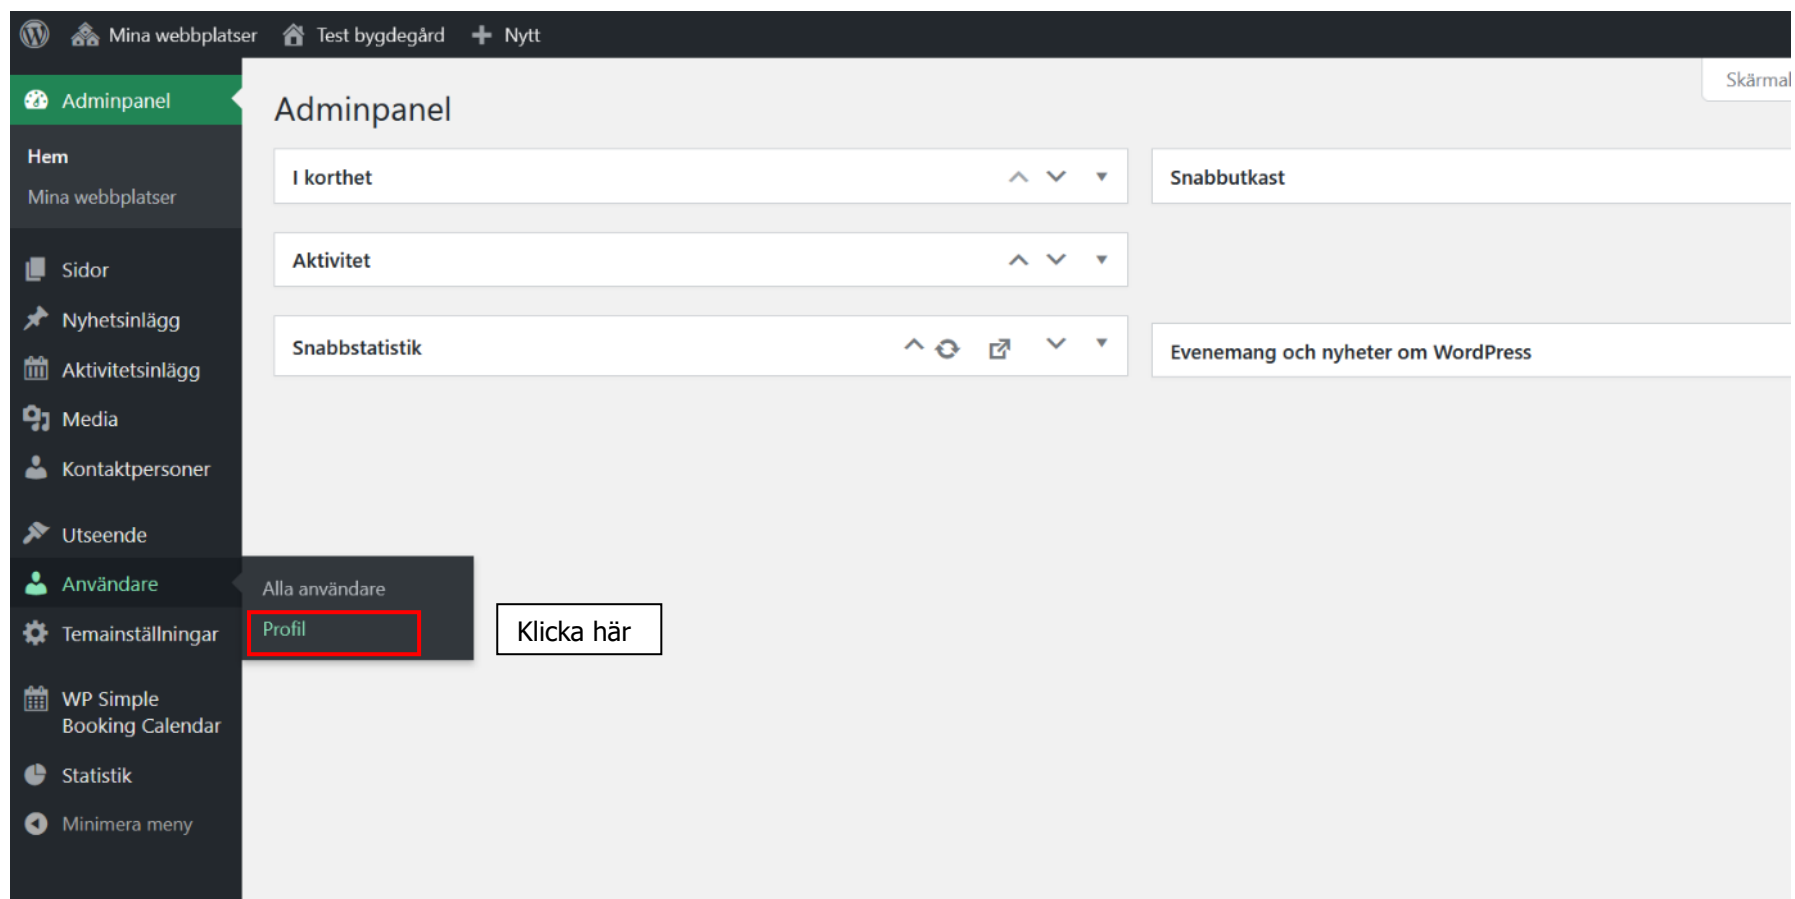 Mina webbplatser Test bygdegård Nytt
Skärmal
Adminpanel
Hem
Mina webbplatser
Sidor
Nyhetsinlägg
Aktivitetsinlägg
Media
Kontaktpersoner
Utseende
Användare
Temainställningar
WP Simple
Booking Calendar
Statistik
Minimera meny
Alla användare
Profil
Klicka här
Adminpanel
I korthet
Aktivitet
Snabbstatistik
Snabbutkast
Evenemang och nyheter om WordPress